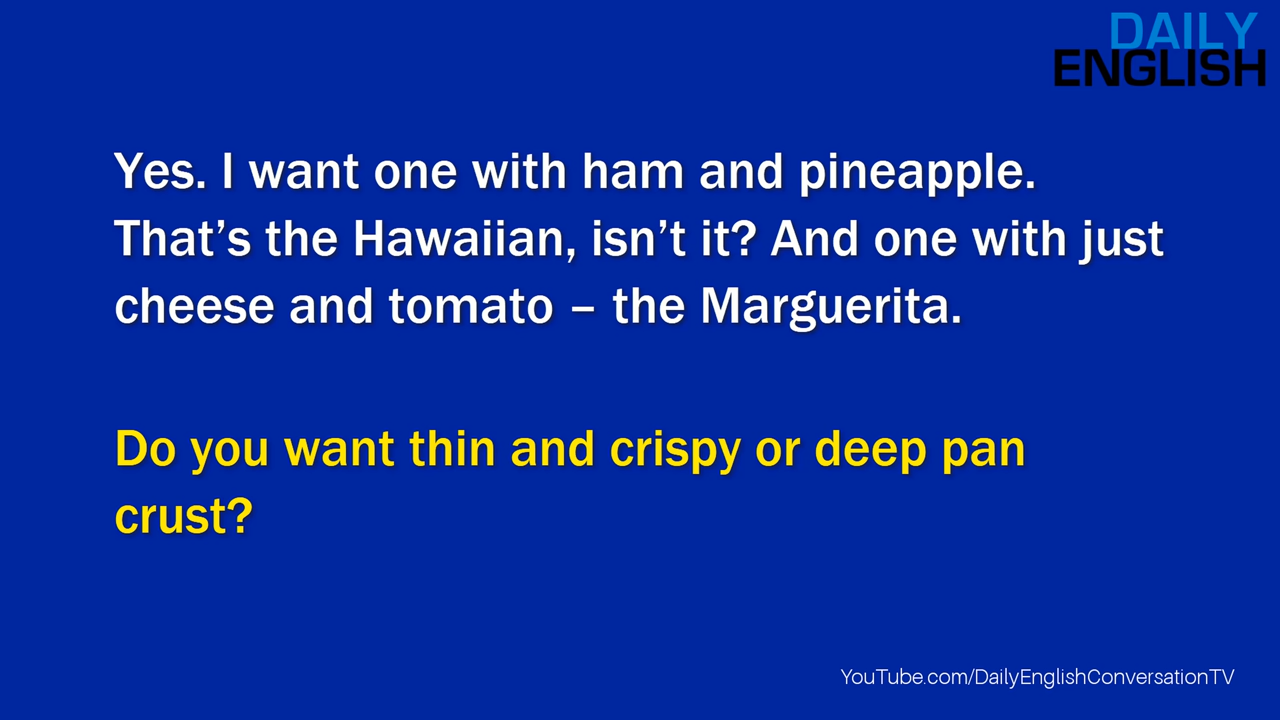 DAILY
ENGLISH
Yes. I want one with ham and pineapple.
That’s the Hawaiian, isn’t it? And one with just
cheese and tomato – the Marguerita.
Do you want thin and crispy or deep pan
crust?
YouTube.com/DailyEnglishConversationTV